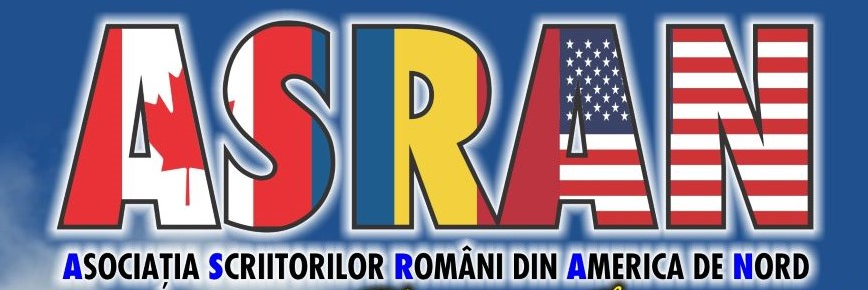 ASRAN
ASOCIAȚIA SCRIITORILOR ROMÂNI DIN AMERICA DE NORD